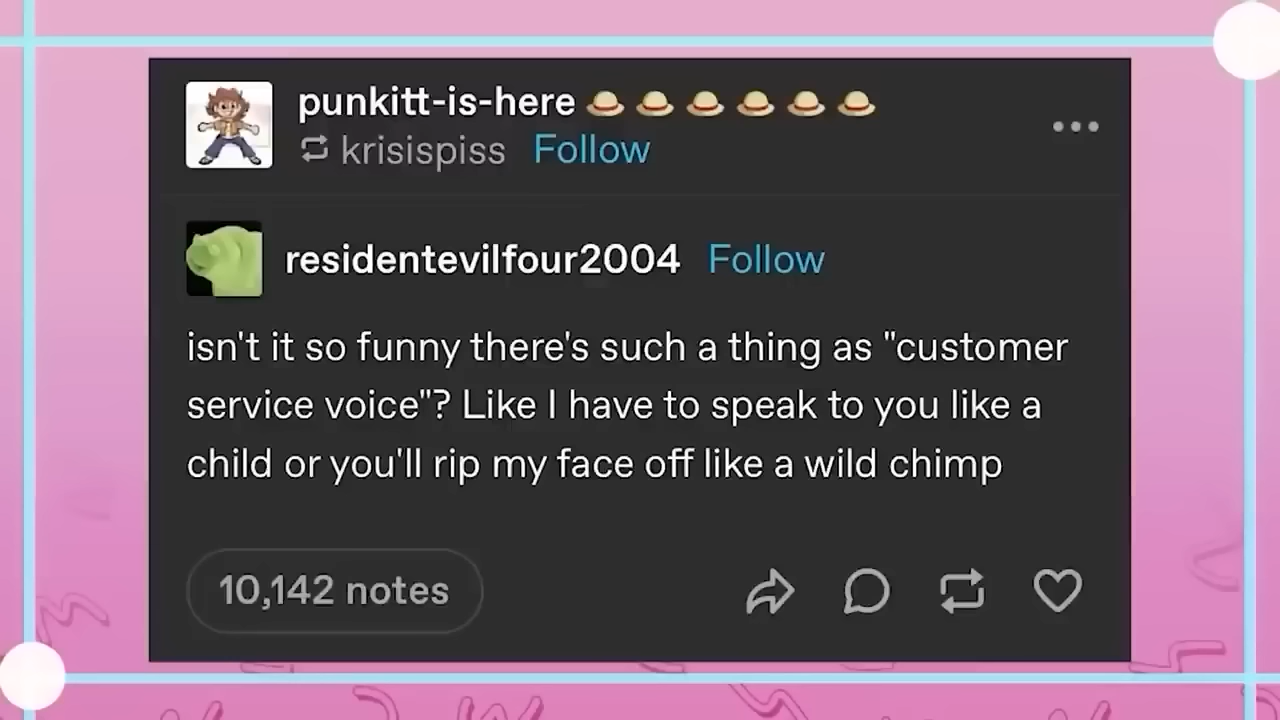 punkitt-is-here 👒 👒 👒 👒 👒 👒
krisispiss Follow
residentevilfour2004 Follow
isn't it so funny there's such a thing as "customer
service voice"? Like I have to speak to you like a
child or you'll rip my face off like a wild chimp
10,142 notes